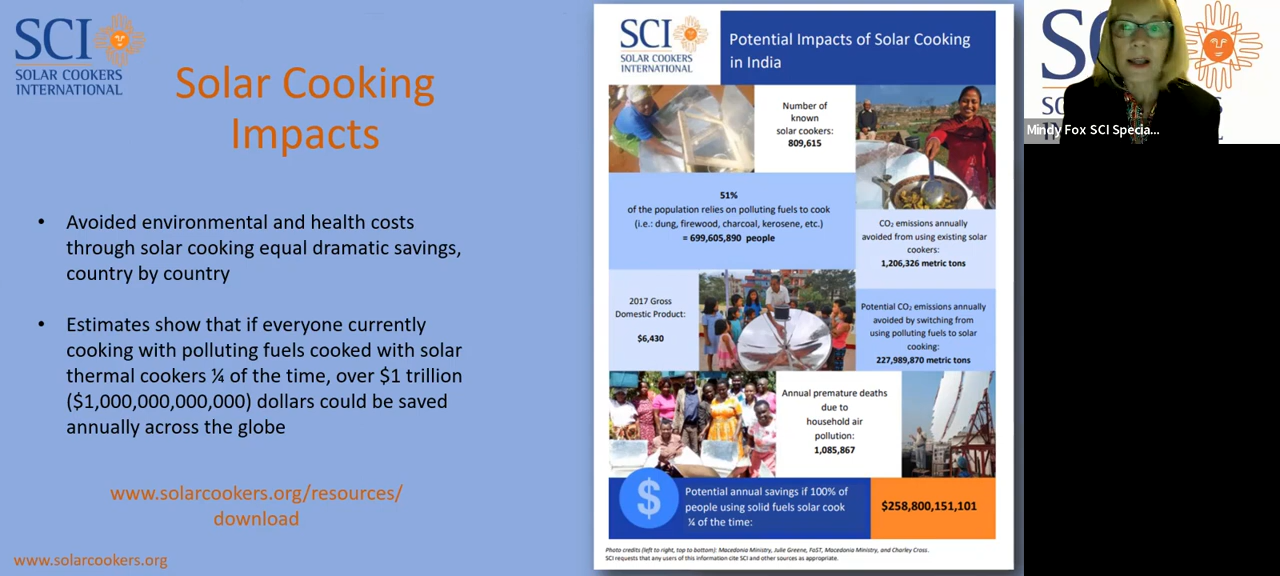 SCI
SOLAR COOKERS
INTERNATIONAL
Solar Cooking
Impacts
• Avoided environmental and health costs
through solar cooking equal dramatic savings,
country by country
• Estimates show that if everyone currently
cooking with polluting fuels cooked with solar
thermal cookers ¼ of the time, over $1 trillion
($1,000,000,000,000) dollars could be saved
annually across the globe
www.solarcookers.org/resources/
download
www.solarcookers.org
SCI
SOLAR COOKERS
INTERNATIONAL
Potential Impacts of Solar Cooking
in India
Number of
known
solar cookers:
809,615
51%
of the population relies on polluting fuels to cook
(i.e.: dung, firewood, charcoal, kerosene, etc.)
= 699,605,890 people
CO₂ emissions annually
avoided from using existing solar
cookers:
1,206,326 metric tons
2017 Gross
Domestic Product:
$6,430
Potential CO₂ emissions annually
avoided by switching from
using polluting fuels to solar
cooking:
227,989,870 metric tons
Annual premature deaths
due to
household air
pollution:
1,085,867
$
Potential annual savings if 100% of
people using solid fuels solar cook
¼ of the time:
$258,800,151,101
Photo credits (left to right, top to bottom): Macedonia Ministry, Julie Greene, FoST, Macedonia Ministry, and Charley Cross.
SCI requests that any users of this information cite SCI and other sources as appropriate.
Mindy Fox SCI Specia...